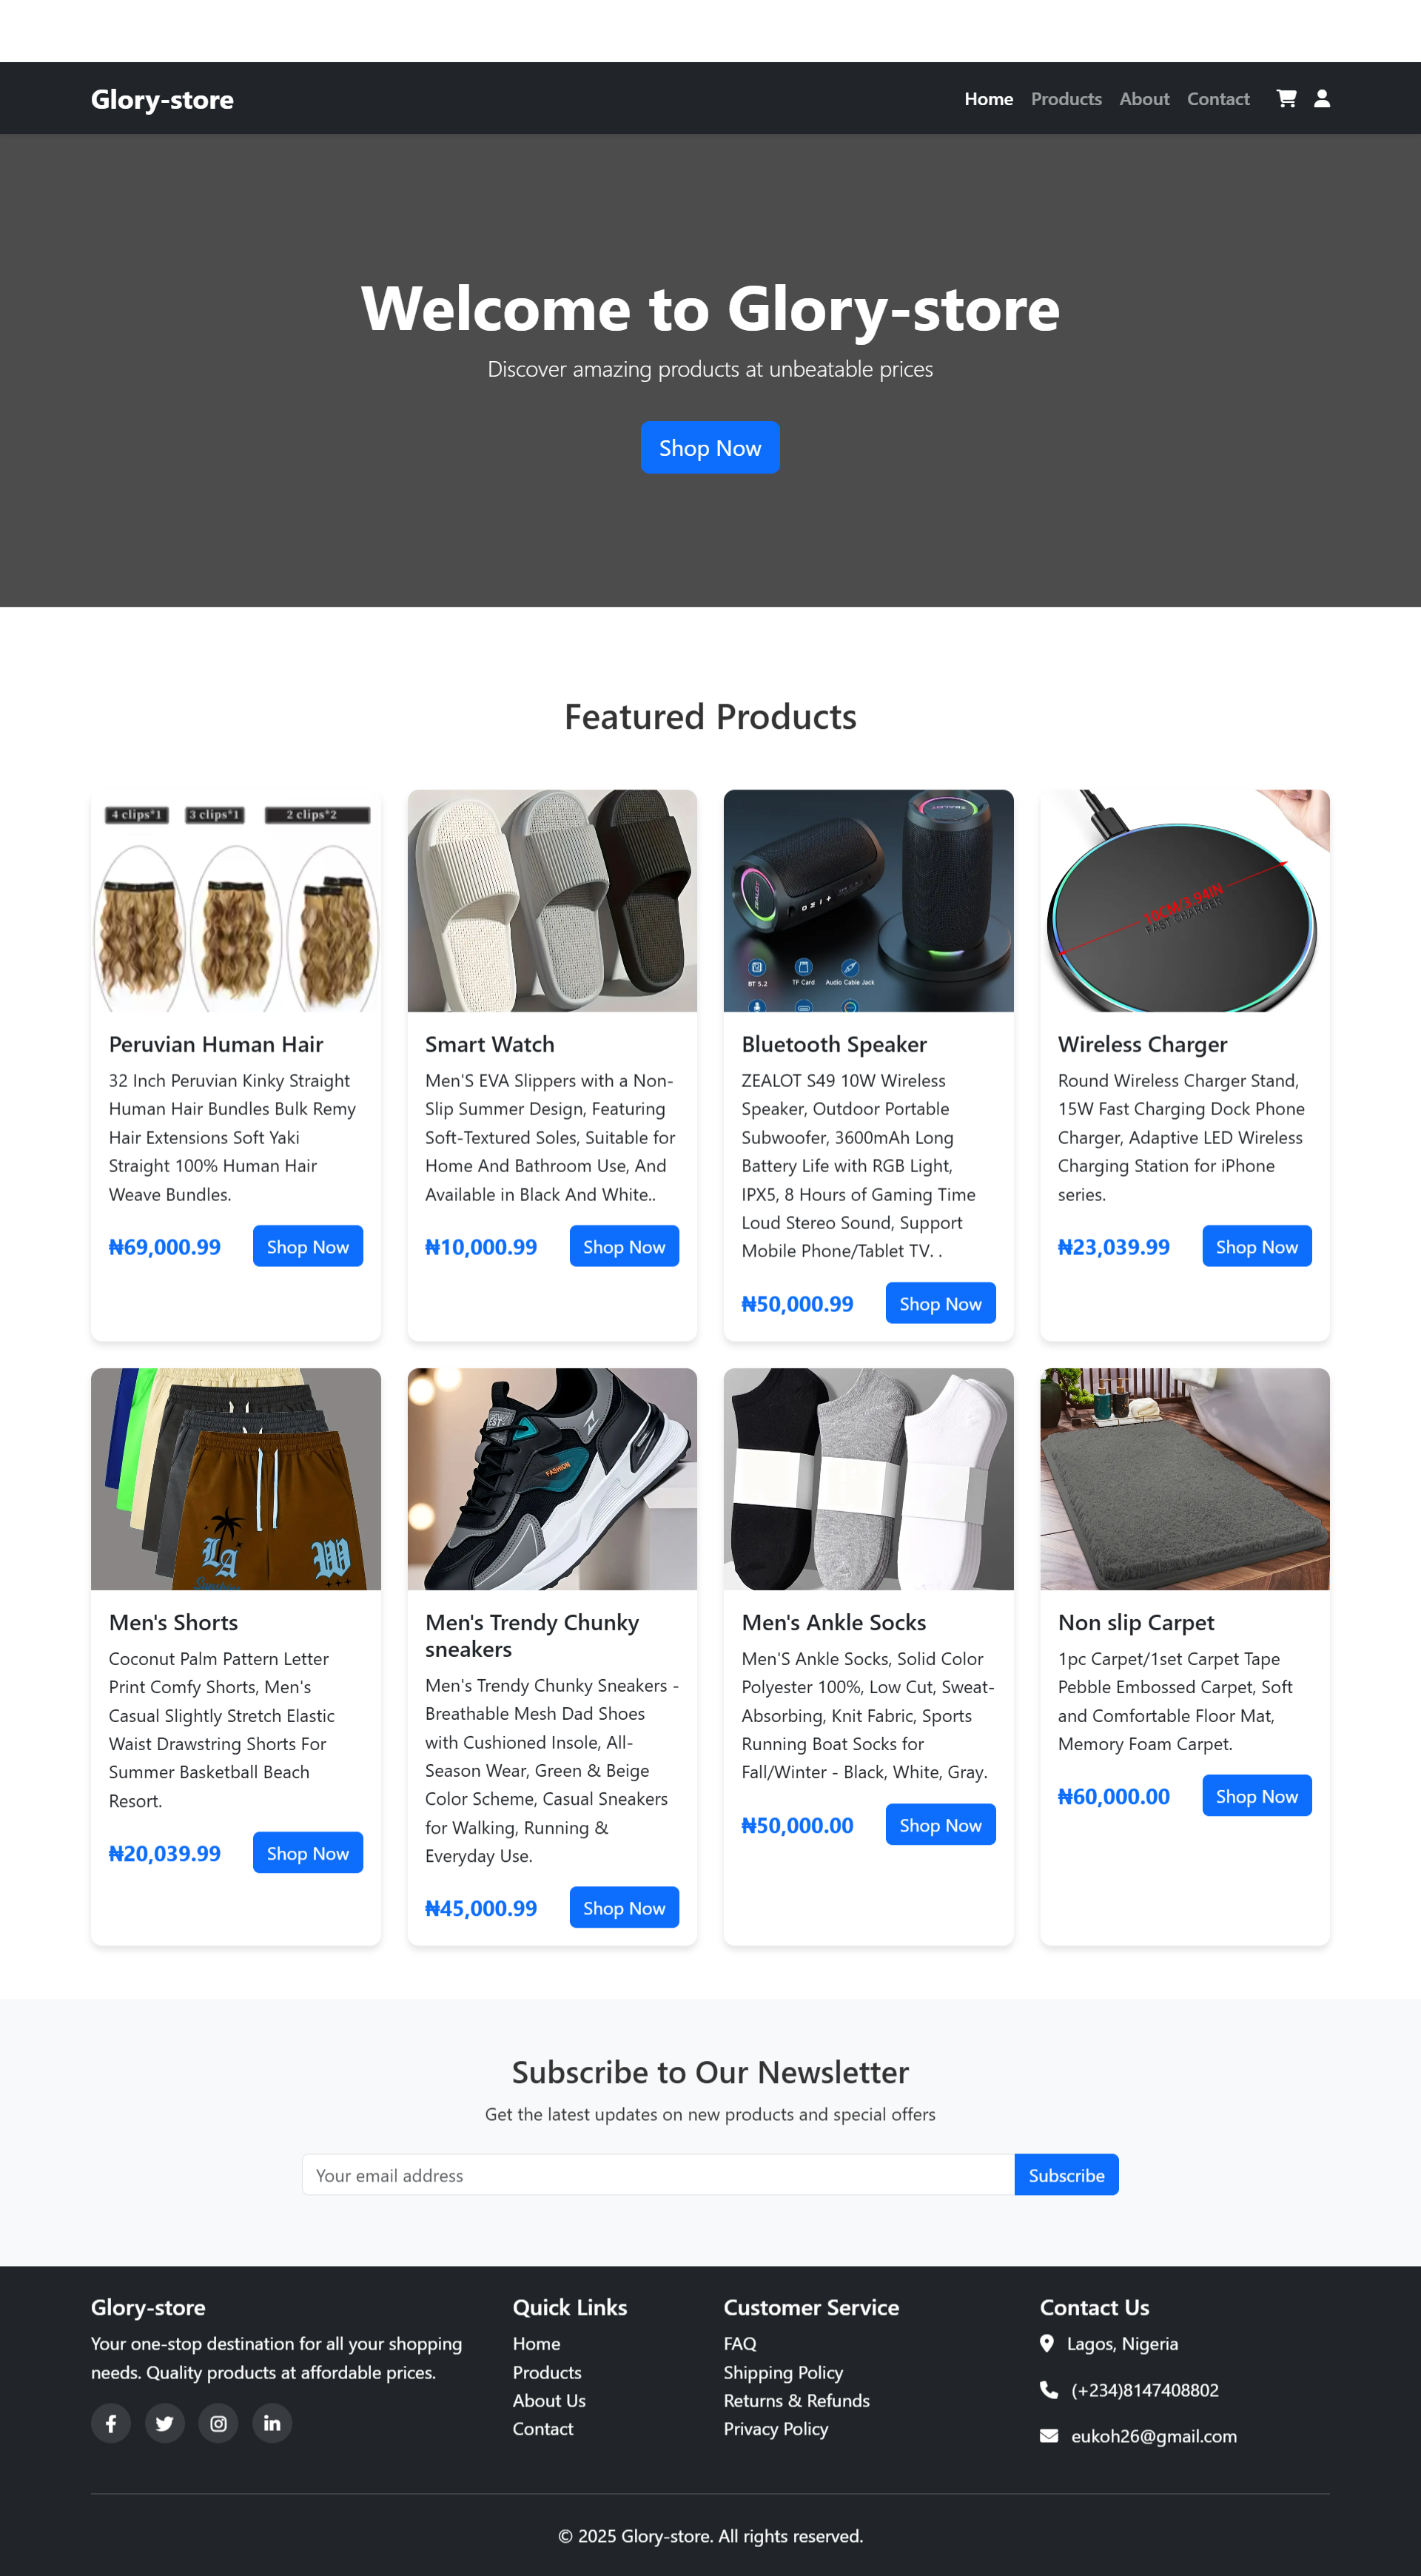 Glory-store
Home Products About Contact
Welcome to Glory-store
Discover amazing products at unbeatable prices
Shop Now
Featured Products
4 clips*1 3 clips*1 2 clips*2
Peruvian Human Hair
32 Inch Peruvian Kinky Straight
Human Hair Bundles Bulk Remy
Hair Extensions Soft Yaki
Straight 100% Human Hair
Weave Bundles.
₦69,000.99 Shop Now
Smart Watch
Men'S EVA Slippers with a Non-
Slip Summer Design, Featuring
Soft-Textured Soles, Suitable for
Home And Bathroom Use, And
Available in Black And White..
₦10,000.99 Shop Now
ZEALOT
ZEALOT
BT 5.2 TF Card Audio Cable Jack
Bluetooth Speaker
ZEALOT S49 10W Wireless
Speaker, Outdoor Portable
Subwoofer, 3600mAh Long
Battery Life with RGB Light,
IPX5, 8 Hours of Gaming Time
Loud Stereo Sound, Support
Mobile Phone/Tablet TV. .
₦50,000.99 Shop Now
10CM/3.94IN
FAST CHARGER
Wireless Charger
Round Wireless Charger Stand,
15W Fast Charging Dock Phone
Charger, Adaptive LED Wireless
Charging Station for iPhone
series.
₦23,039.99 Shop Now
LA W
Men's Shorts
Coconut Palm Pattern Letter
Print Comfy Shorts, Men's
Casual Slightly Stretch Elastic
Waist Drawstring Shorts For
Summer Basketball Beach
Resort.
₦20,039.99 Shop Now
FASHION
Men's Trendy Chunky
sneakers
Men's Trendy Chunky Sneakers -
Breathable Mesh Dad Shoes
with Cushioned Insole, All-
Season Wear, Green & Beige
Color Scheme, Casual Sneakers
for Walking, Running &
Everyday Use.
₦45,000.99 Shop Now
Men's Ankle Socks
Men'S Ankle Socks, Solid Color
Polyester 100%, Low Cut, Sweat-
Absorbing, Knit Fabric, Sports
Running Boat Socks for
Fall/Winter - Black, White, Gray.
₦50,000.00 Shop Now
Non slip Carpet
1pc Carpet/1set Carpet Tape
Pebble Embossed Carpet, Soft
and Comfortable Floor Mat,
Memory Foam Carpet.
₦60,000.00 Shop Now
Subscribe to Our Newsletter
Get the latest updates on new products and special offers
Your email address Subscribe
Glory-store
Your one-stop destination for all your shopping
needs. Quality products at affordable prices.
Quick Links
Home
Products
About Us
Contact
Customer Service
FAQ
Shipping Policy
Returns & Refunds
Privacy Policy
Contact Us
Lagos, Nigeria
(+234)8147408802
eukoh26@gmail.com
© 2025 Glory-store. All rights reserved.